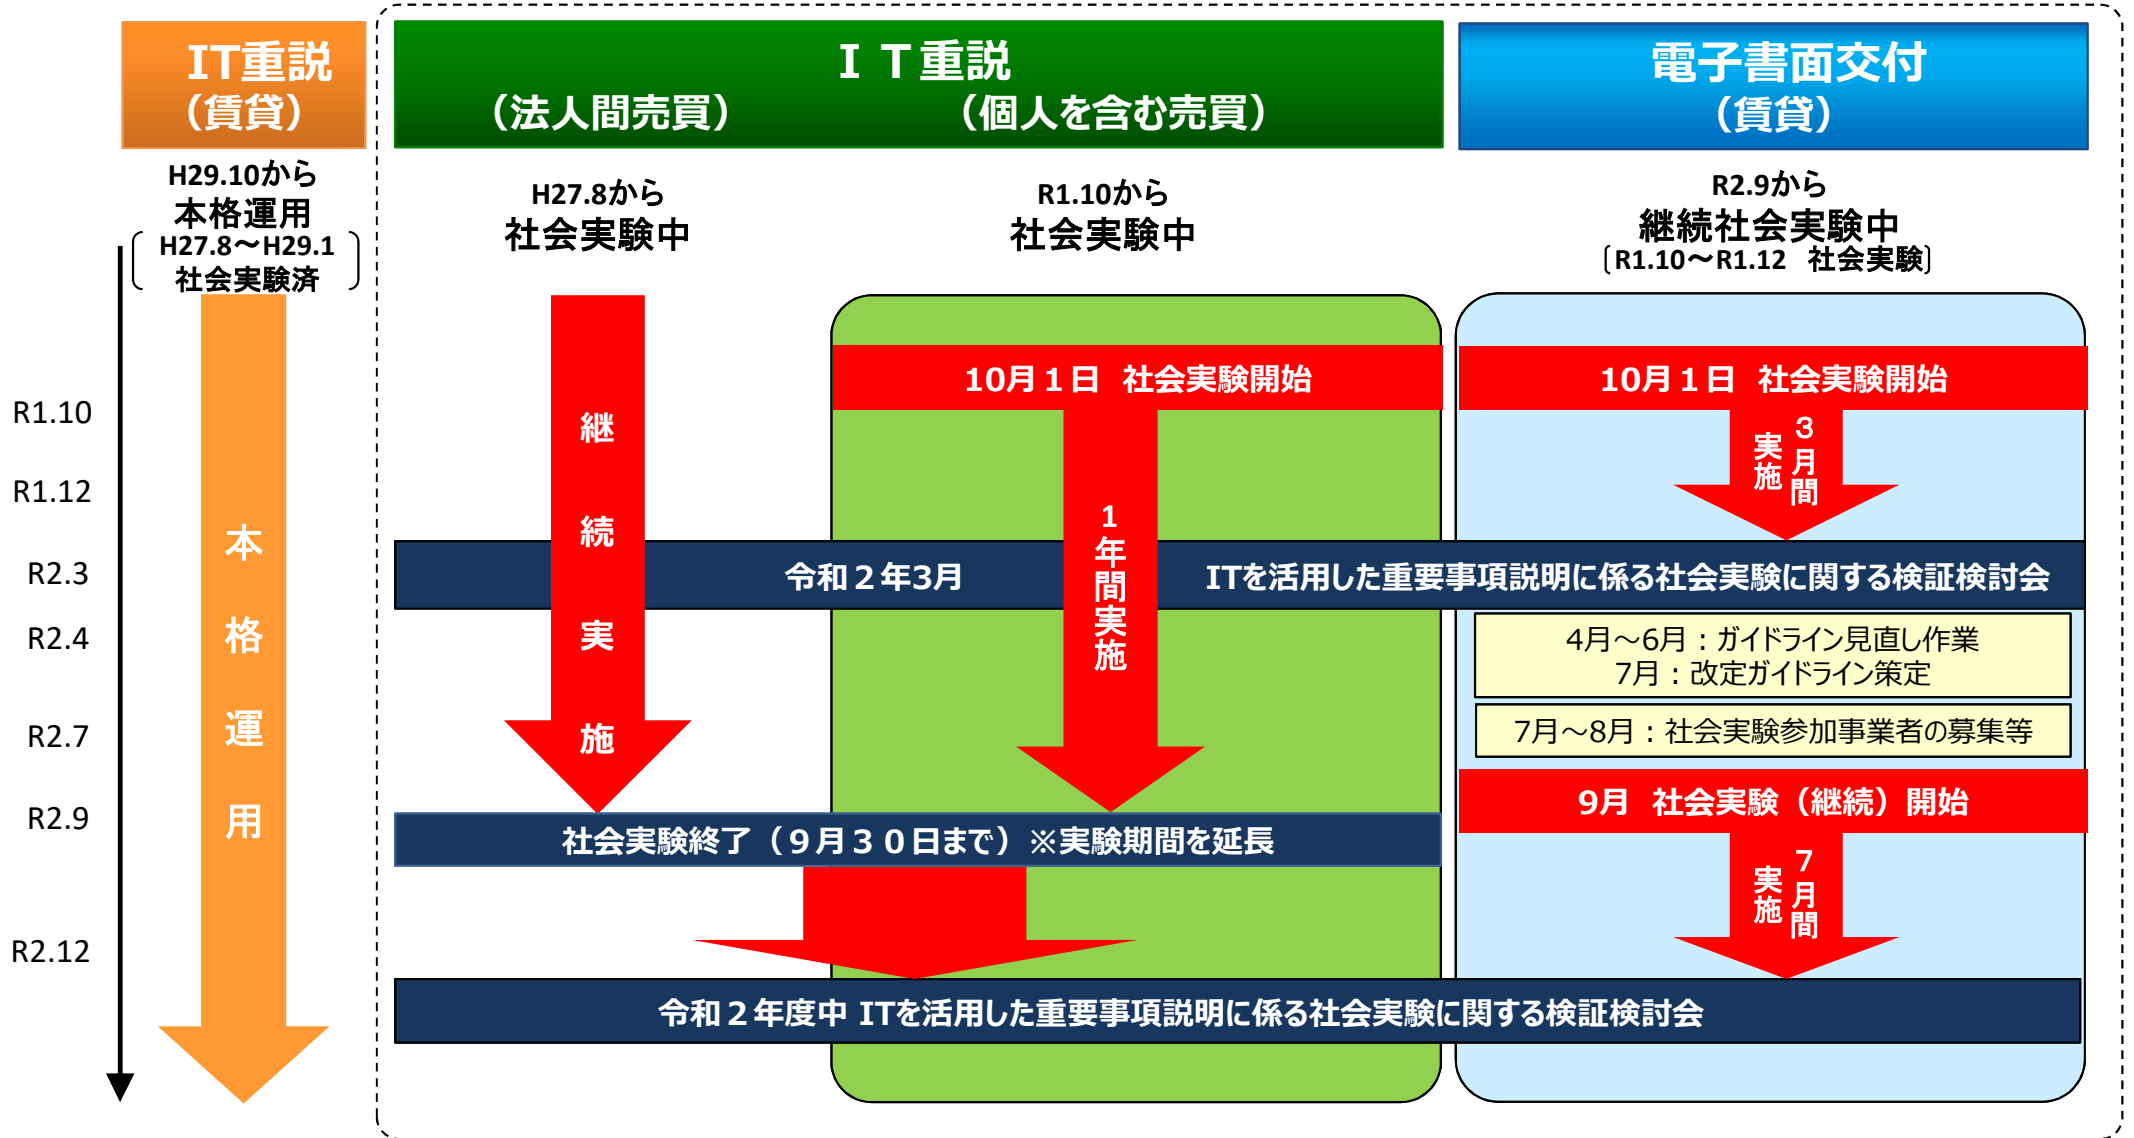 IT重説
（賃貸）
ＩＴ重説
（法人間売買）
（個人を含む売買）
電子書面交付
（賃貸）
H29.10から
本格運用
H27.8～H29.1
社会実験済
H27.8から
社会実験中
R1.10から
社会実験中
R2.9から
継続社会実験中
〔R1.10～R1.12 社会実験〕
R1.10
R1.12
R2.3
R2.4
R2.7
R2.9
R2.12
本格運用
継続実施
10月１日 社会実験開始
1年間実施
10月１日 社会実験開始
３月間
実施
令和２年3月
ITを活用した重要事項説明に係る社会実験に関する検証検討会
4月～6月：ガイドライン見直し作業
7月：改定ガイドライン策定
7月～8月：社会実験参加事業者の募集等
9月 社会実験（継続）開始
社会実験終了（９月３０日まで）※実験期間を延長
７月間
実施
令和２年度中 ITを活用した重要事項説明に係る社会実験に関する検証検討会